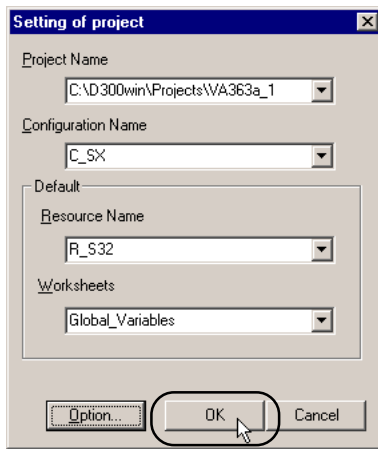 Setting of project
Project Name
C:\D300win\Projects\VA363a_1
Configuration Name
C_SX
Default
Resource Name
R_S32
Worksheets
Global_Variables
Option... OK Cancel